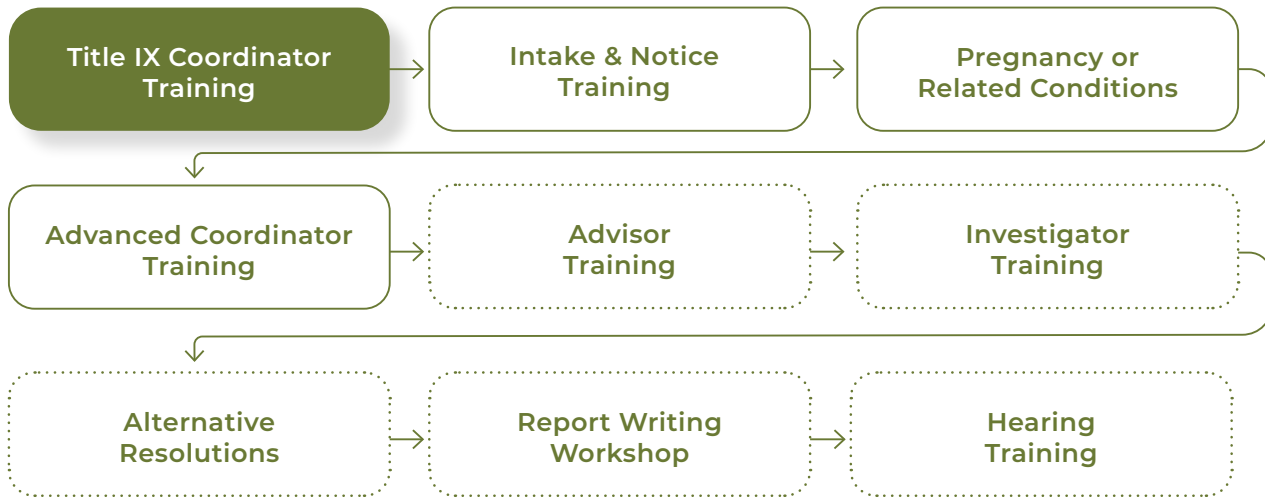 Title IX Coordinator
Training
Intake & Notice
Training
Pregnancy or
Related Conditions
Advanced Coordinator
Training
Advisor
Training
Investigator
Training
Alternative
Resolutions
Report Writing
Workshop
Hearing
Training